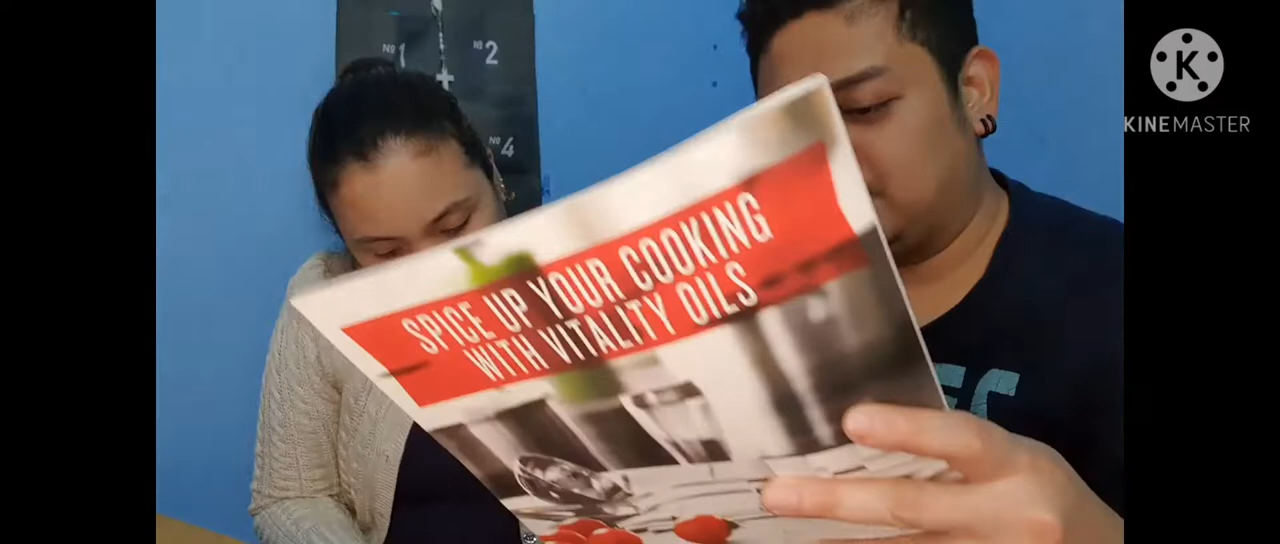 Nº1
Nº2
Nº4
SPICE UP YOUR COOKING
WITH VITALITY OILS
K
KINEMASTER